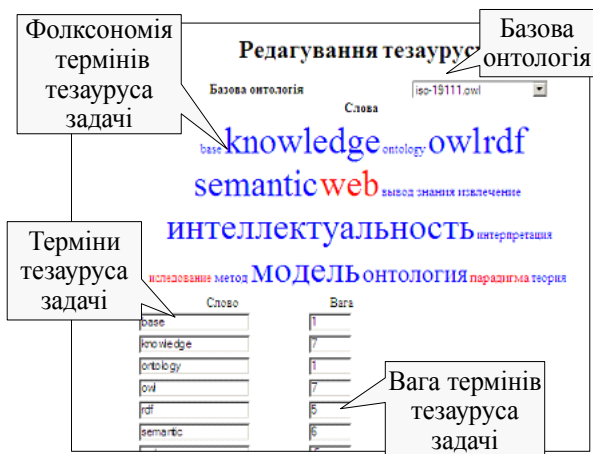 Фолксономія
термінів
тезауруса
задачі
Базова
онтологія
Редагування тезаурус
Базова онтологія iso-19111.owl
Слова
base knowledge ontology owl rdf
semantic web вывод знания извлечение
интеллектуальность интерпретация
иследование метод модель онтология парадигма теория
Терміни
тезауруса
задачі
Слово Вага
base 1
knowledge 7
ontology 1
owl 7
rdf 5
semantic 6
Вага термінів
тезауруса
задачі